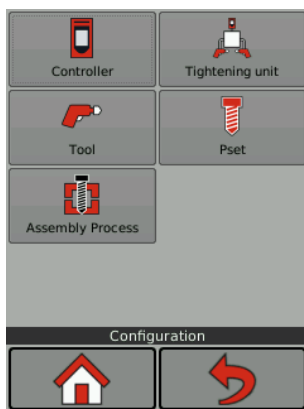 Controller
Tightening unit
Tool
Pset
Assembly Process
Configuration